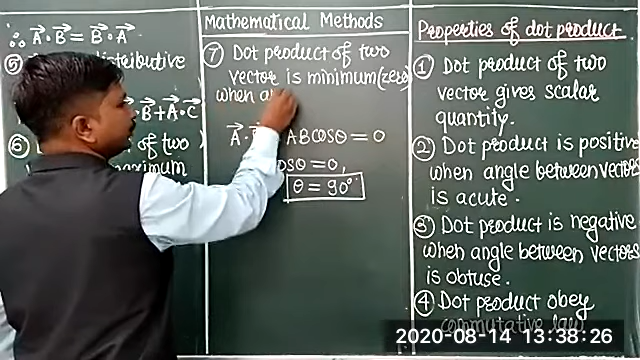 ∴ A⃗·B⃗ = B⃗·A⃗
⑤ distributive
·B⃗+A⃗·C⃗
⑥ of two
maximum
Mathematical Methods
⑦ Dot product of two
vector is minimum(zero)
when
A⃗· ABcosθ = 0
cosθ = 0,
θ = 90°
Properties of dot product
① Dot product of two
vector gives scalar
quantity.
② Dot product is positive
when angle between vectors
is acute.
③ Dot product is negative
when angle between vectors
is obtuse.
④ Dot product obey
commutative law
2020-08-14 13:38:26